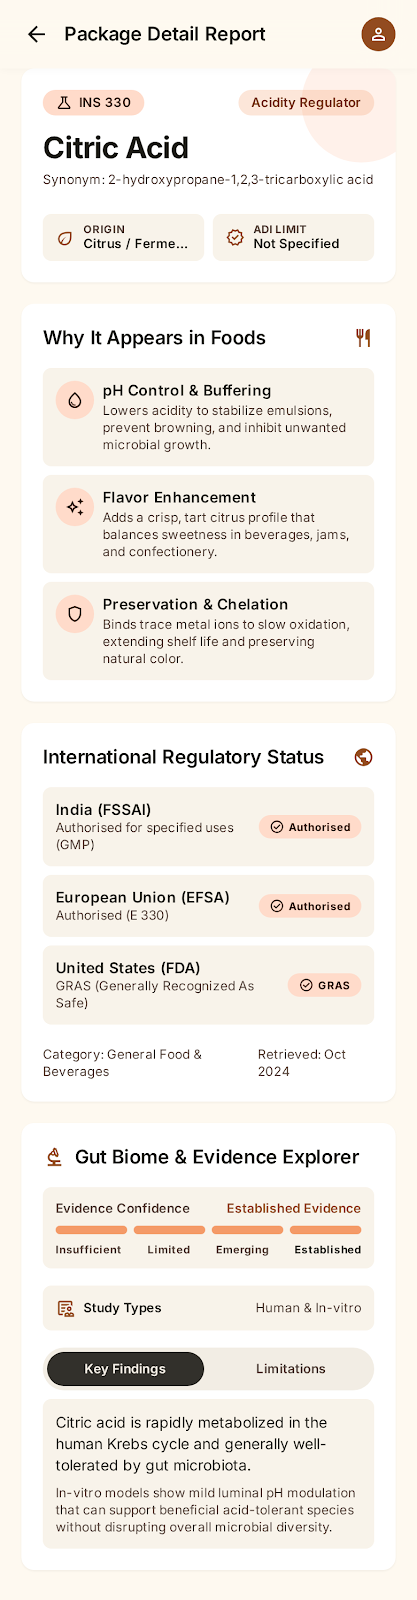 Package Detail Report
INS 330
Acidity Regulator
Citric Acid
Synonym: 2-hydroxypropane-1,2,3-tricarboxylic acid
ORIGIN
Citrus / Ferme...
ADI LIMIT
Not Specified
Why It Appears in Foods
pH Control & Buffering
Lowers acidity to stabilize emulsions,
prevent browning, and inhibit unwanted
microbial growth.
Flavor Enhancement
Adds a crisp, tart citrus profile that
balances sweetness in beverages, jams,
and confectionery.
Preservation & Chelation
Binds trace metal ions to slow oxidation,
extending shelf life and preserving
natural color.
International Regulatory Status
India (FSSAI)
Authorised for specified uses
(GMP)
Authorised
European Union (EFSA)
Authorised (E 330)
Authorised
United States (FDA)
GRAS (Generally Recognized As
Safe)
GRAS
Category: General Food &
Beverages
Retrieved: Oct
2024
Gut Biome & Evidence Explorer
Evidence Confidence
Established Evidence
Insufficient
Limited
Emerging
Established
Study Types
Human & In-vitro
Key Findings
Limitations
Citric acid is rapidly metabolized in the
human Krebs cycle and generally well-
tolerated by gut microbiota.
In-vitro models show mild luminal pH modulation
that can support beneficial acid-tolerant species
without disrupting overall microbial diversity.